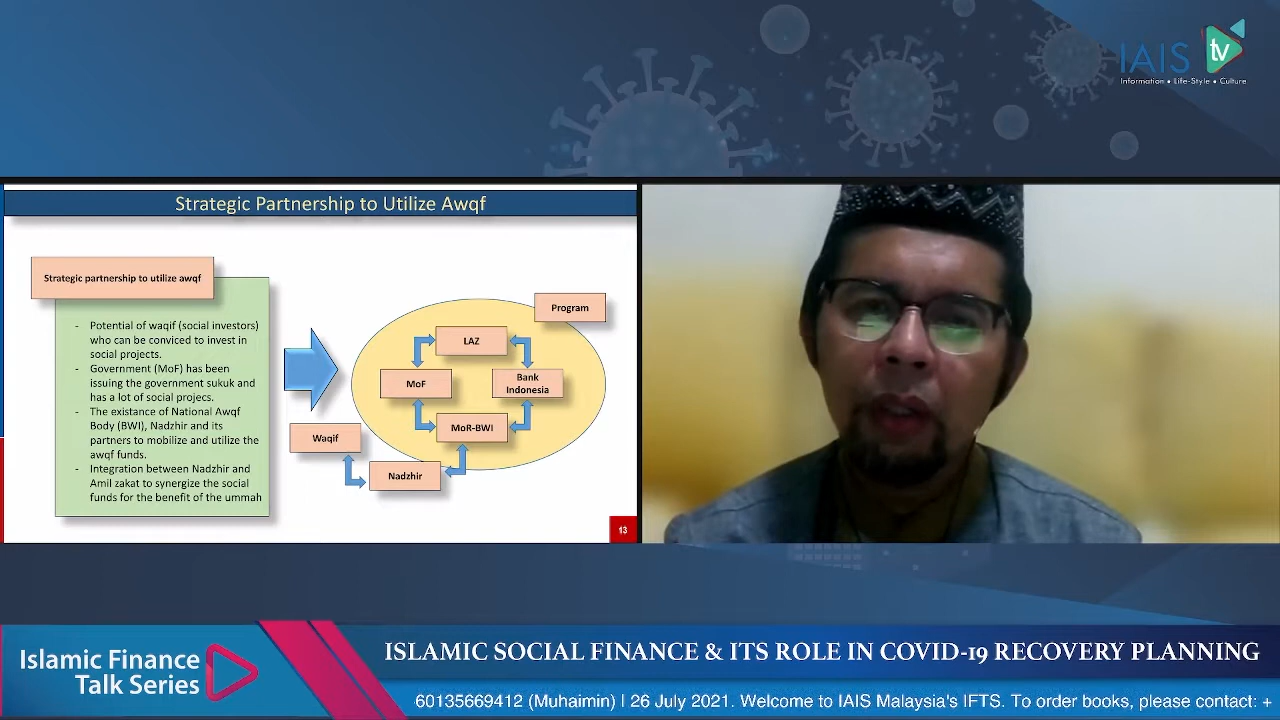 IAIS tv
Information • Life-Style • Culture
Strategic Partnership to Utilize Awqf
Strategic partnership to utilize awqf
- Potential of waqif (social investors)
who can be conviced to invest in
social projects.
- Government (MoF) has been
issuing the government sukuk and
has a lot of social projecs.
- The existance of National Awqf
Body (BWI), Nadzhir and its
partners to mobilize and utilize the
awqf funds.
- Integration between Nadzhir and
Amil zakat to synergize the social
funds for the benefit of the ummah
Program
LAZ
MoF
Bank
Indonesia
MoR-BWI
Waqif
Nadzhir
13
Islamic Finance
Talk Series
ISLAMIC SOCIAL FINANCE & ITS ROLE IN COVID-19 RECOVERY PLANNING
60135669412 (Muhaimin) | 26 July 2021. Welcome to IAIS Malaysia's IFTS. To order books, please contact: +